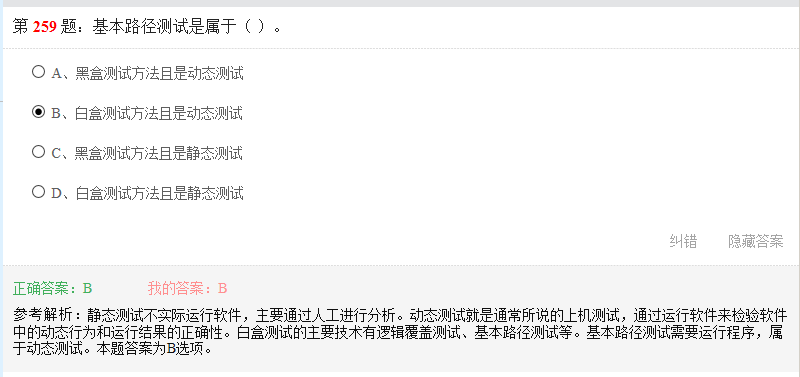 第 259 题：基本路径测试是属于（ ）。
A、黑盒测试方法且是动态测试
B、白盒测试方法且是动态测试
C、黑盒测试方法且是静态测试
D、白盒测试方法且是静态测试
纠错 隐藏答案
正确答案：B 我的答案：B
参考解析：静态测试不实际运行软件，主要通过人工进行分析。动态测试就是通常所说的上机测试，通过运行软件来检验软件
中的动态行为和运行结果的正确性。白盒测试的主要技术有逻辑覆盖测试、基本路径测试等。基本路径测试需要运行程序，属
于动态测试。本题答案为B选项。